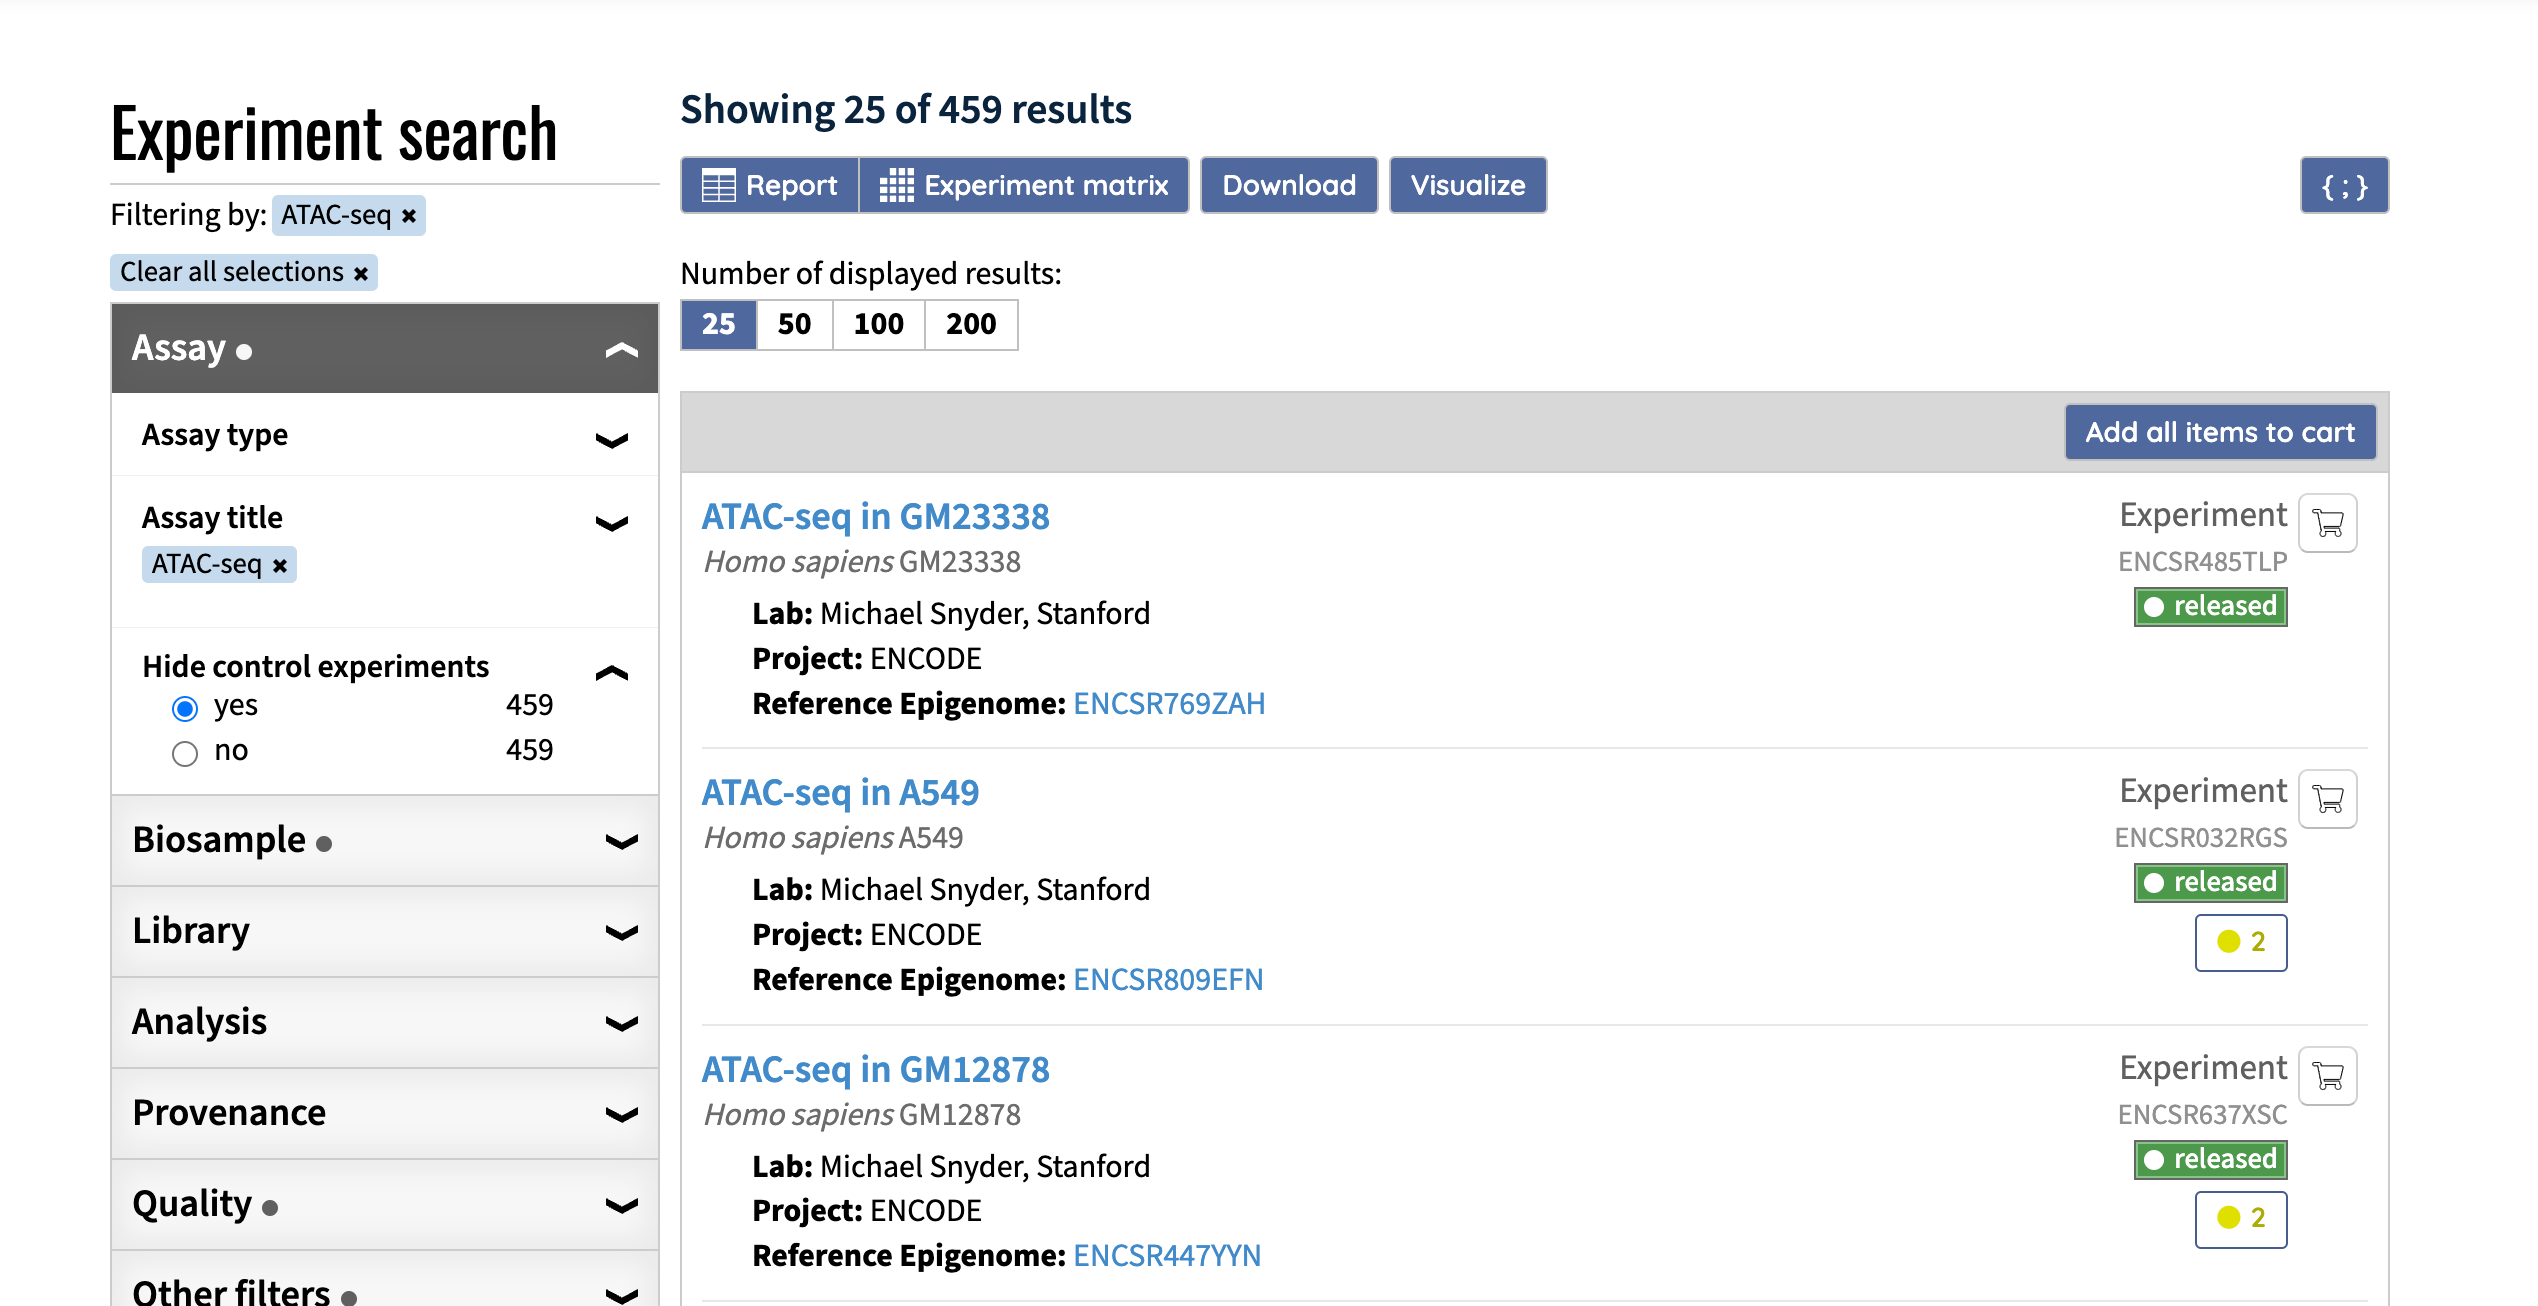 Experiment search
Filtering by: ATAC-seq ×
Clear all selections ×
Assay
Assay type
Assay title
ATAC-seq ×
Hide control experiments
yes 459
no 459
Biosample
Library
Analysis
Provenance
Quality
Other filters
Showing 25 of 459 results
Report Experiment matrix Download Visualize {;}
Number of displayed results:
25 50 100 200
Add all items to cart
ATAC-seq in GM23338
Homo sapiens GM23338
Lab: Michael Snyder, Stanford
Project: ENCODE
Reference Epigenome: ENCSR769ZAH
Experiment
ENCSR485TLP
released
ATAC-seq in A549
Homo sapiens A549
Lab: Michael Snyder, Stanford
Project: ENCODE
Reference Epigenome: ENCSR809EFN
Experiment
ENCSR032RGS
released
2
ATAC-seq in GM12878
Homo sapiens GM12878
Lab: Michael Snyder, Stanford
Project: ENCODE
Reference Epigenome: ENCSR447YYN
Experiment
ENCSR637XSC
released
2